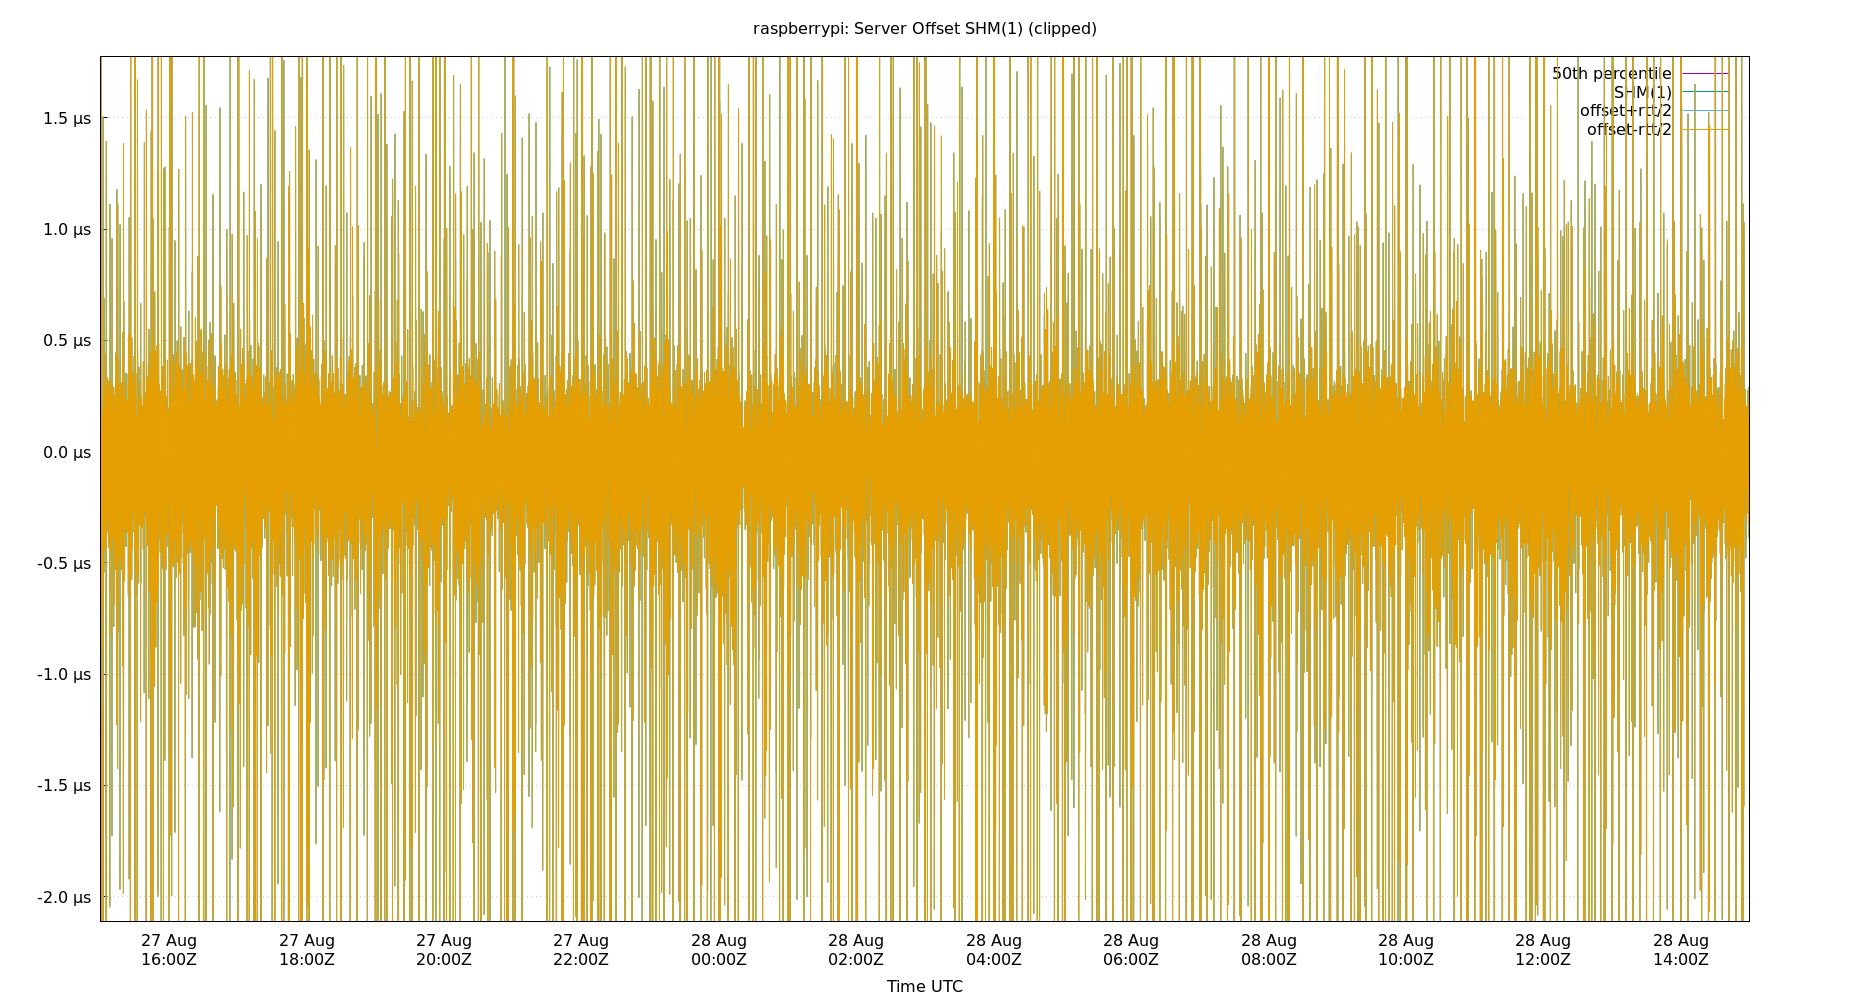 raspberrypi: Server Offset SHM(1) (clipped)
50th percentile
SHM(1)
offset+rtt/2
offset-rtt/2
1.5 µs
1.0 µs
0.5 µs
0.0 µs
-0.5 µs
-1.0 µs
-1.5 µs
-2.0 µs
27 Aug 27 Aug 27 Aug 27 Aug 28 Aug 28 Aug 28 Aug 28 Aug 28 Aug 28 Aug 28 Aug 28 Aug
16:00Z 18:00Z 20:00Z 22:00Z 00:00Z 02:00Z 04:00Z 06:00Z 08:00Z 10:00Z 12:00Z 14:00Z
Time UTC